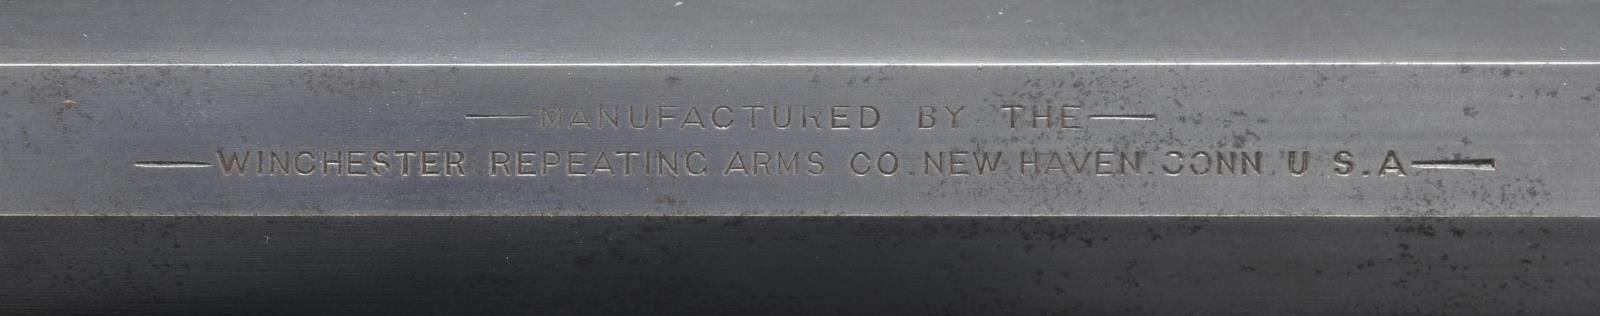 —MANUFACTURED BY THE—
—WINCHESTER REPEATING ARMS CO. NEW HAVEN. CONN. U.S.A—